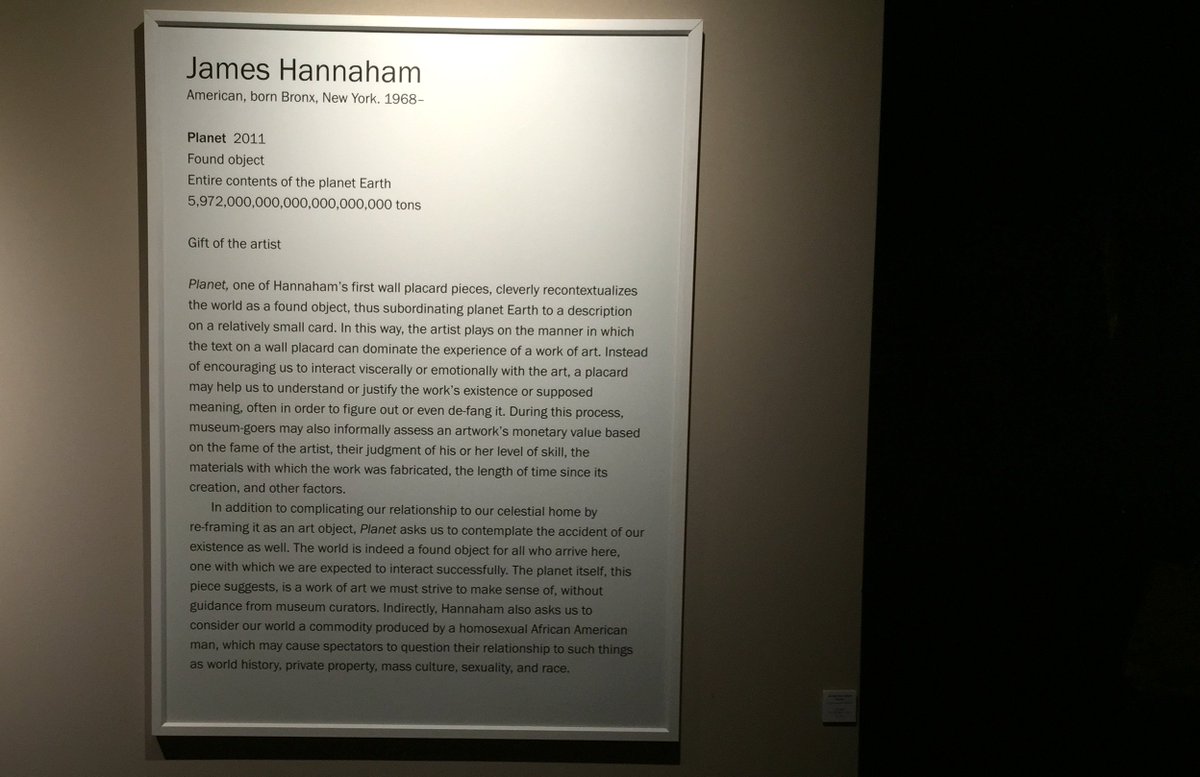 James Hannaham
American, born Bronx, New York. 1968–
Planet 2011
Found object
Entire contents of the planet Earth
5,972,000,000,000,000,000,000 tons
Gift of the artist
Planet, one of Hannaham’s first wall placard pieces, cleverly recontextualizes
the world as a found object, thus subordinating planet Earth to a description
on a relatively small card. In this way, the artist plays on the manner in which
the text on a wall placard can dominate the experience of a work of art. Instead
of encouraging us to interact viscerally or emotionally with the art, a placard
may help us to understand or justify the work’s existence or supposed
meaning, often in order to figure out or even de-fang it. During this process,
museum-goers may also informally assess an artwork’s monetary value based
on the fame of the artist, their judgment of his or her level of skill, the
materials with which the work was fabricated, the length of time since its
creation, and other factors.
In addition to complicating our relationship to our celestial home by
re-framing it as an art object, Planet asks us to contemplate the accident of our
existence as well. The world is indeed a found object for all who arrive here,
one with which we are expected to interact successfully. The planet itself, this
piece suggests, is a work of art we must strive to make sense of, without
guidance from museum curators. Indirectly, Hannaham also asks us to
consider our world a commodity produced by a homosexual African American
man, which may cause spectators to question their relationship to such things
as world history, private property, mass culture, sexuality, and race.